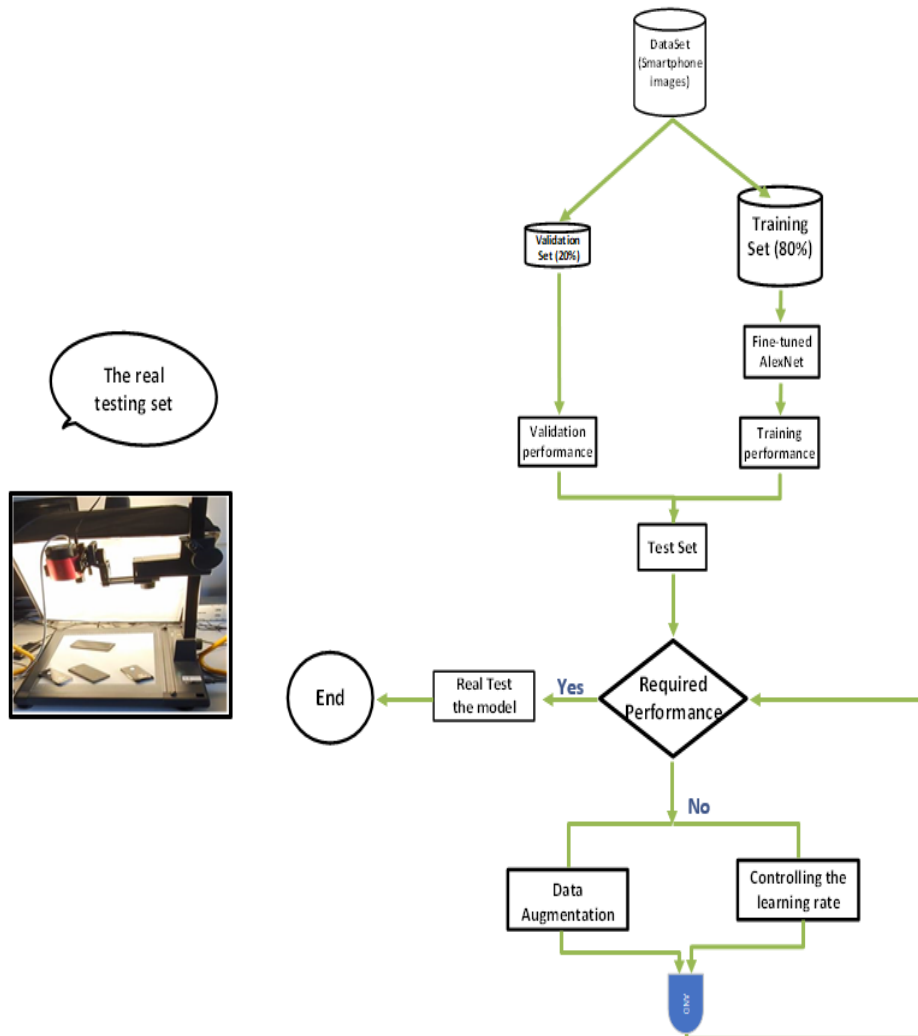 DataSet
(Smartphone
images)
Validation
Set (20%)
Training
Set (80%)
Fine-tuned
AlexNet
The real
testing set
Validation
performance
Training
performance
Test Set
End
Real Test
the model
Yes
Required
Performance
No
Data
Augmentation
Controlling the
learning rate
AND